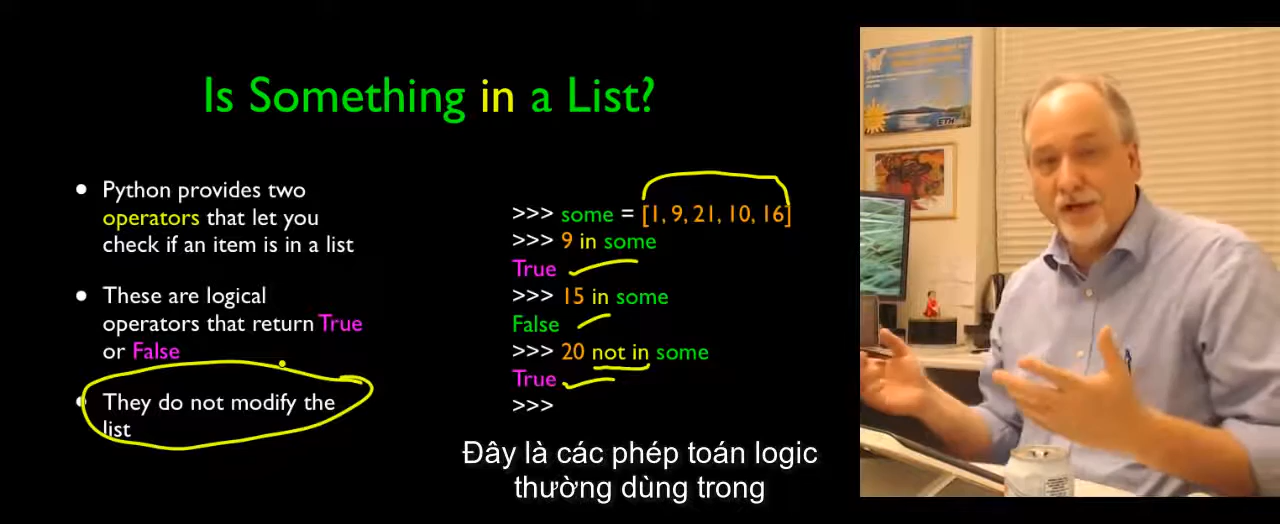 Is Something in a List?
• Python provides two
operators that let you
check if an item is in a list
• These are logical
operators that return True
or False
• They do not modify the
list
>>> some = [1, 9, 21, 10, 16]
>>> 9 in some
True
>>> 15 in some
False
>>> 20 not in some
True
>>>
Đây là các phép toán logic
thường dùng trong
ETH